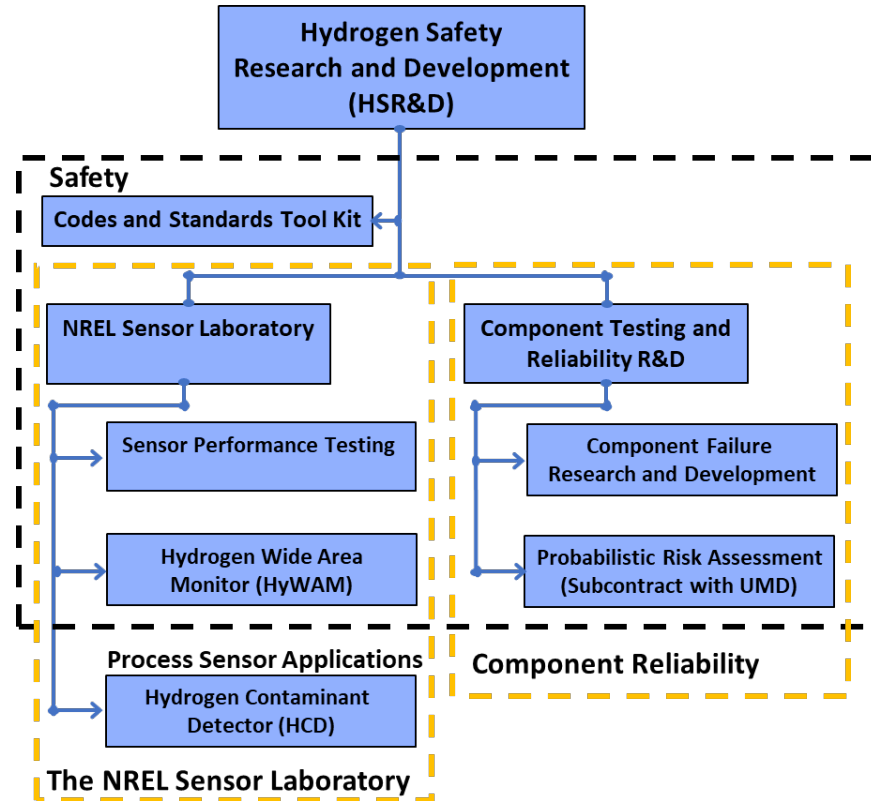 Hydrogen Safety
Research and Development
(HSR&D)
Safety
Codes and Standards Tool Kit
NREL Sensor Laboratory
Sensor Performance Testing
Hydrogen Wide Area
Monitor (HyWAM)
Process Sensor Applications
Hydrogen Contaminant
Detector (HCD)
The NREL Sensor Laboratory
Component Testing and
Reliability R&D
Component Failure
Research and Development
Probabilistic Risk Assessment
(Subcontract with UMD)
Component Reliability